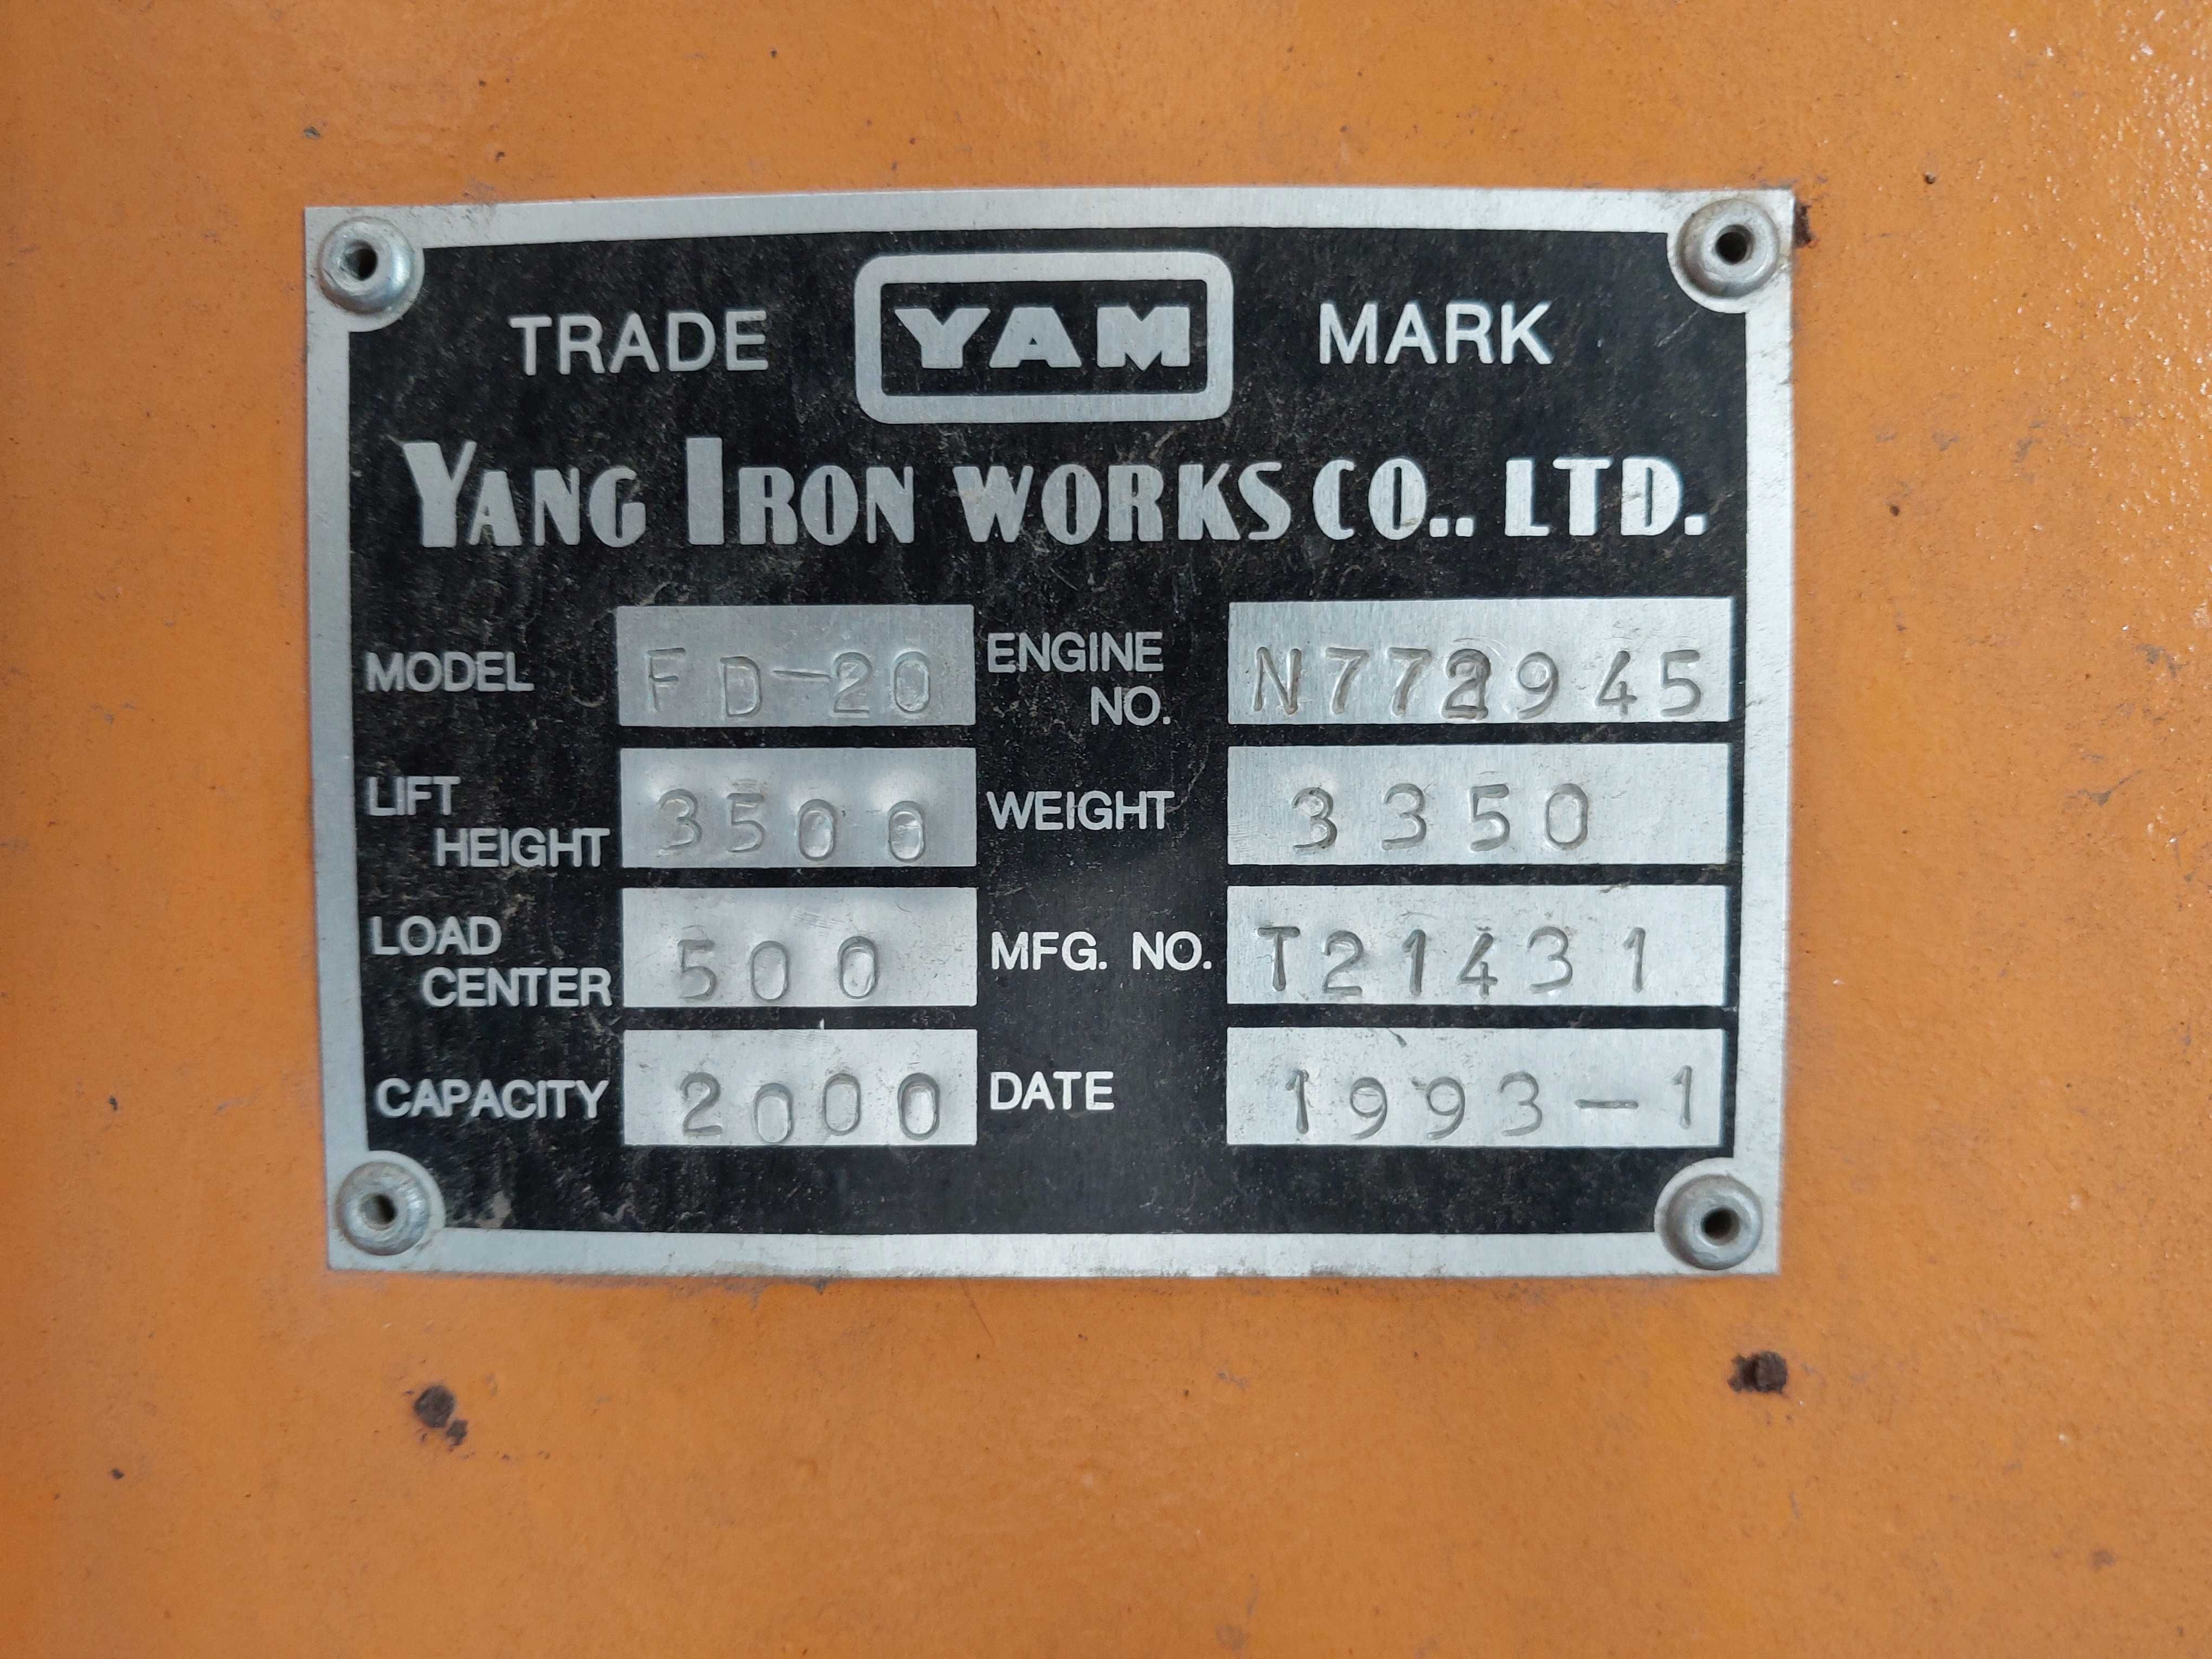 TRADE YAM MARK
YANG IRON WORKS CO.. LTD.
MODEL FD-20 ENGINE NO. N772945
LIFT HEIGHT 3500 WEIGHT 3350
LOAD CENTER 500 MFG. NO. T21431
CAPACITY 2000 DATE 1993-1